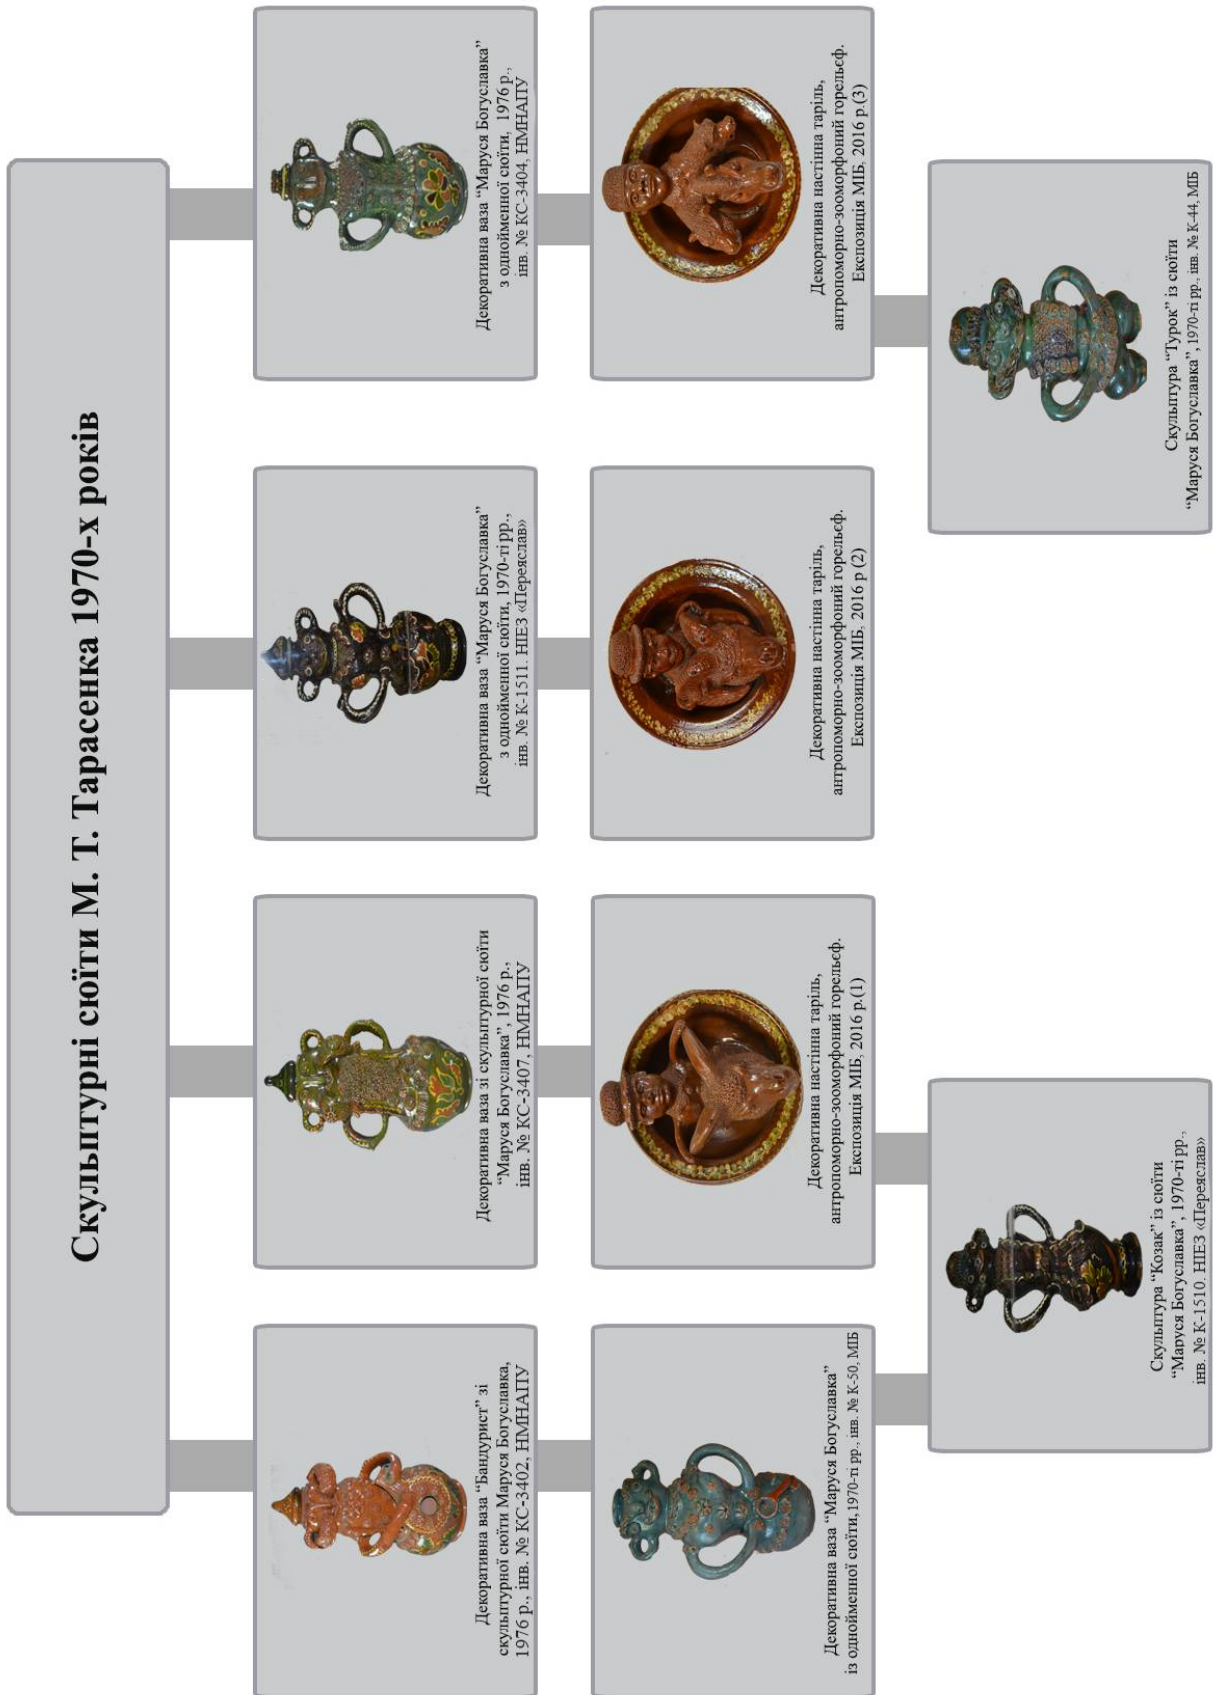 Скульптурні сюїти М. Т. Тарасенка 1970-х років
Декоративна ваза “Бандурист” зі
скульптурної сюїти Маруся Богуславка,
1976 р., інв. № КС-3402, НМНАПУ
Декоративна ваза зі скульптурної сюїти
“Маруся Богуславка”, 1976 р.,
інв. № КС-3407, НМНАПУ
Декоративна ваза “Маруся Богуславка”
з однойменної сюїти, 1970-ті рр.,
інв. № К-1511. НІЕЗ «Переяслав»
Декоративна ваза “Маруся Богуславка”
з однойменної сюїти, 1976 р.,
інв. № КС-3404, НМНАПУ
Декоративна ваза “Маруся Богуславка”
із однойменної сюїти, 1970-ті рр., інв. № К-50, МІБ
Декоративна настінна таріль,
антропоморно-зооморфоний горельєф.
Експозиція МІБ, 2016 р.(1)
Декоративна настінна таріль,
антропоморно-зооморфоний горельєф.
Експозиція МІБ, 2016 р (2)
Декоративна настінна таріль,
антропоморно-зооморфоний горельєф.
Експозиція МІБ, 2016 р.(3)
Скульптура “Козак” із сюїти
“Маруся Богуславка”, 1970-ті рр.,
інв. № К-1510. НІЕЗ «Переяслав»
Скульптура “Турок” із сюїти
“Маруся Богуславка”, 1970-ті рр., інв. № К-44, МІБ